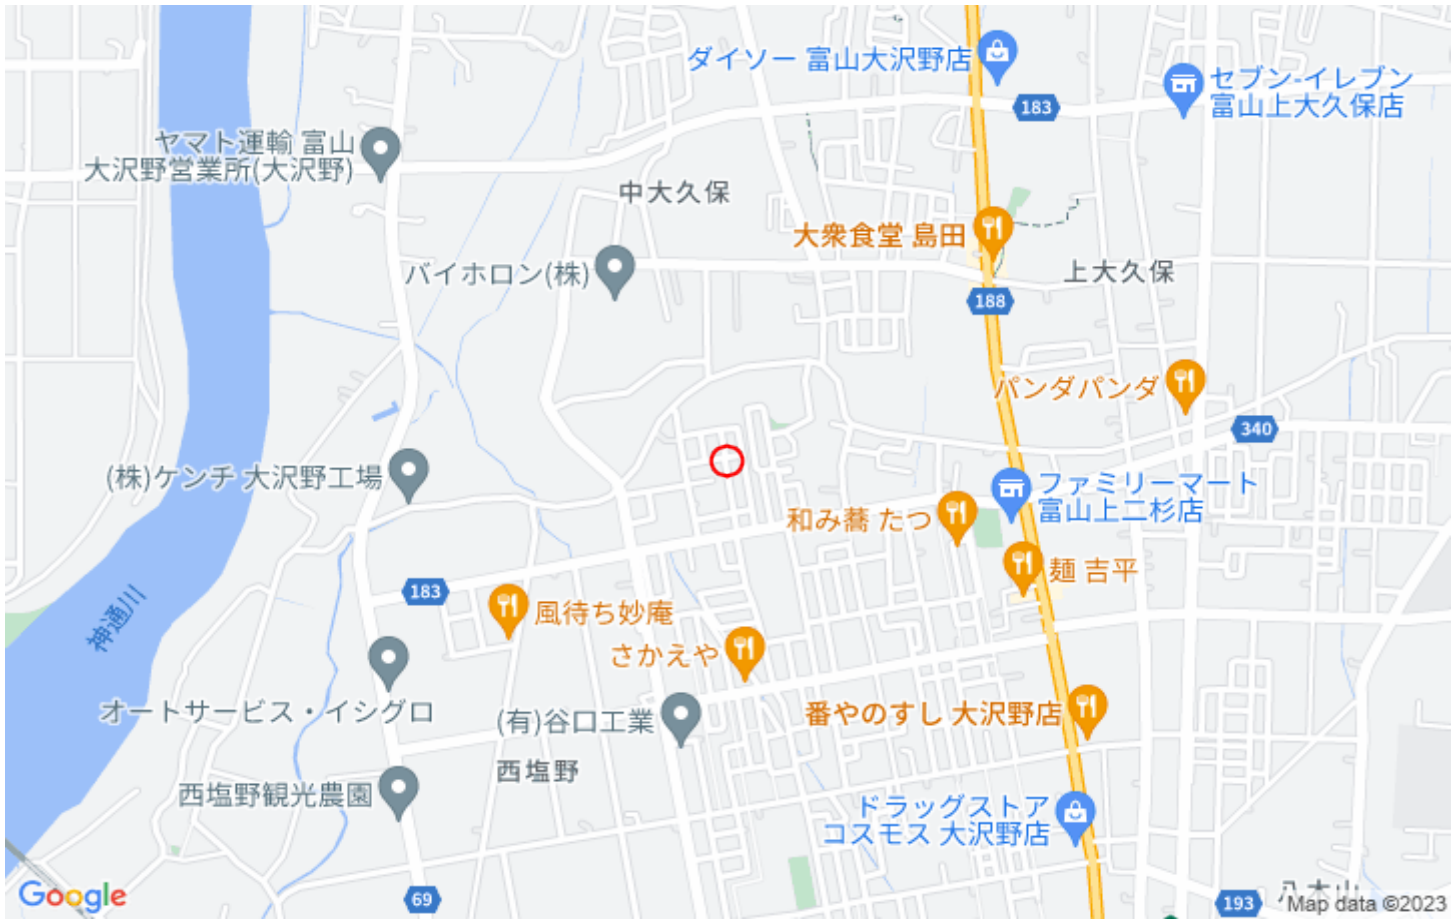 ダイソー 富山大沢野店
セブン-イレブン
富山上大久保店
183
ヤマト運輸 富山
大沢野営業所(大沢野)
中大久保
大衆食堂 島田
バイホロン(株)
上大久保
188
パンダパンダ
340
(株)ケンチ 大沢野工場
ファミリーマート
富山上二杉店
和み蕎 たつ
麺 吉平
183
神通川
風待ち妙庵
さかえや
オートサービス・イシグロ
(有)谷口工業
番やのすし 大沢野店
西塩野
西塩野観光農園
ドラッグストア
コスモス 大沢野店
Google
69
193
八木山
Map data ©2023